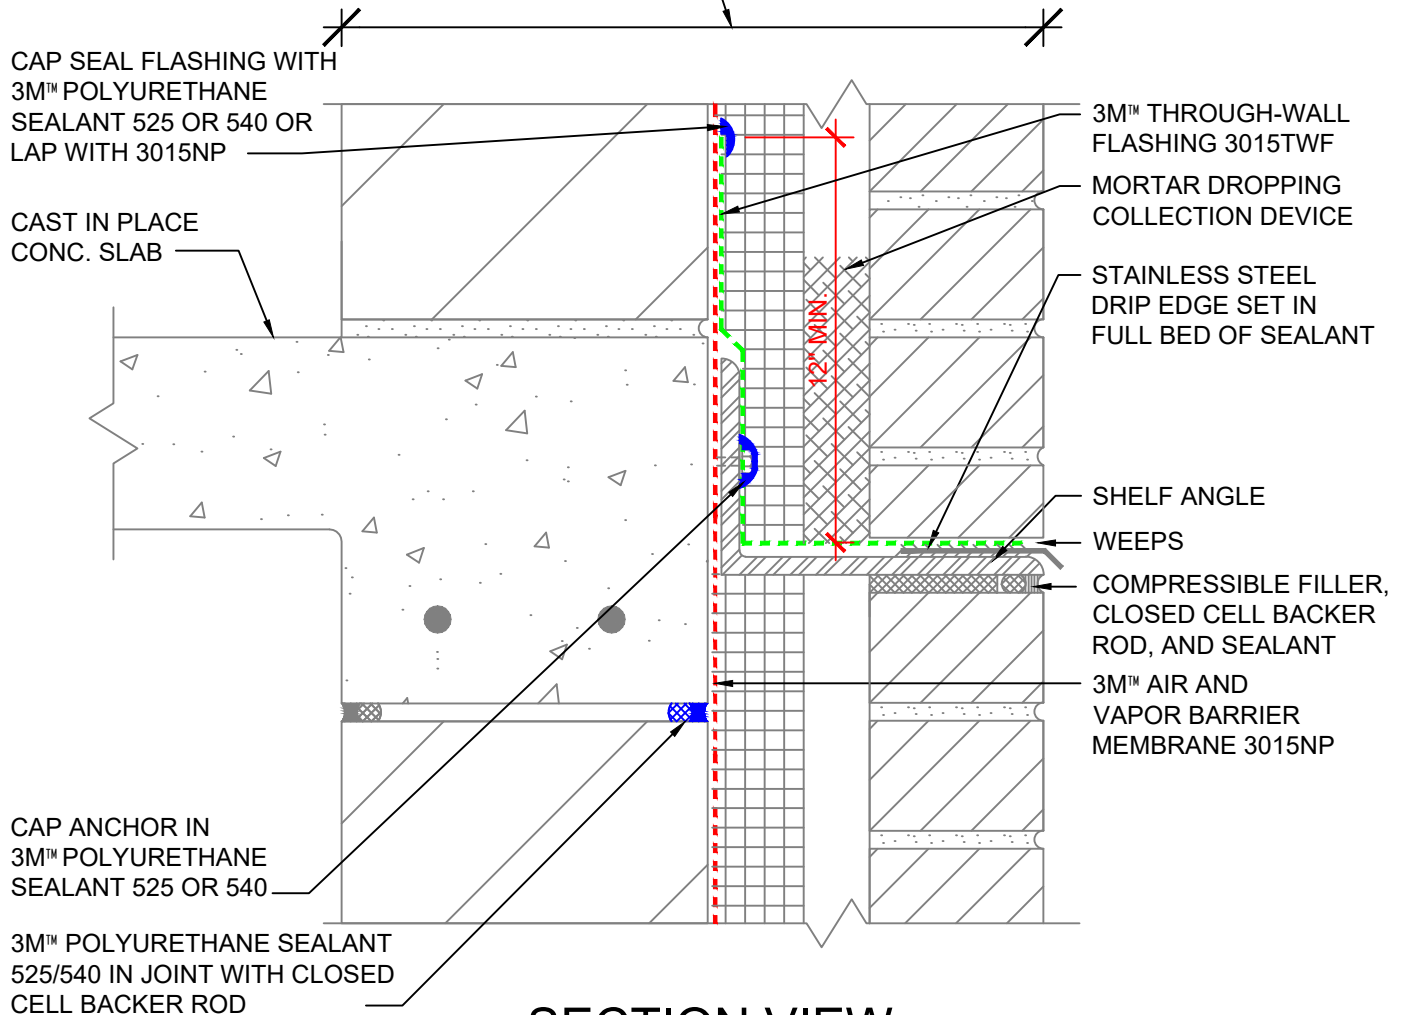 CAP SEAL FLASHING WITH
3M™ POLYURETHANE
SEALANT 525 OR 540 OR
LAP WITH 3015NP
CAST IN PLACE
CONC. SLAB
CAP ANCHOR IN
3M™ POLYURETHANE
SEALANT 525 OR 540
3M™ POLYURETHANE SEALANT
525/540 IN JOINT WITH CLOSED
CELL BACKER ROD
12" MIN.
3M™ THROUGH-WALL
FLASHING 3015TWF
MORTAR DROPPING
COLLECTION DEVICE
STAINLESS STEEL
DRIP EDGE SET IN
FULL BED OF SEALANT
SHELF ANGLE
WEEPS
COMPRESSIBLE FILLER,
CLOSED CELL BACKER
ROD, AND SEALANT
3M™ AIR AND
VAPOR BARRIER
MEMBRANE 3015NP
SECTION VIEW